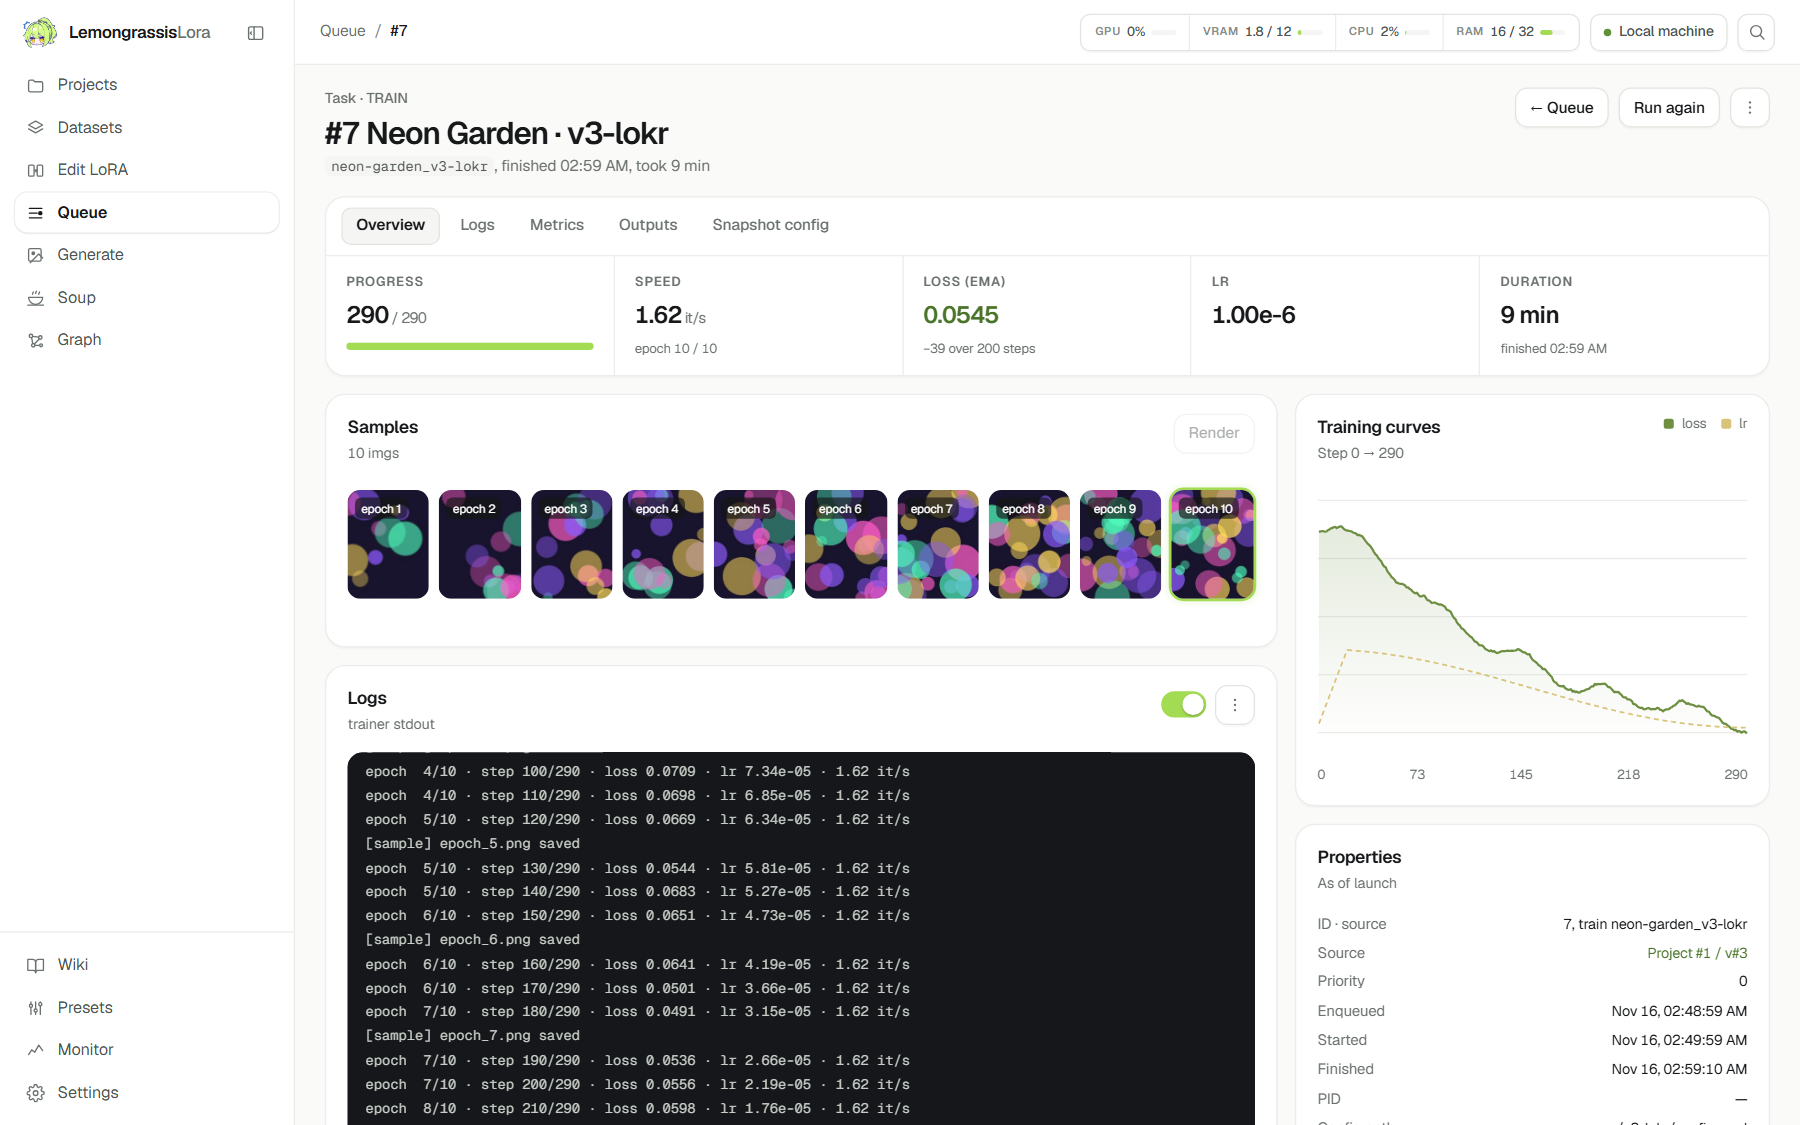 LemongrassisLora
Projects
Datasets
Edit LoRA
Queue
Generate
Soup
Graph
Wiki
Presets
Monitor
Settings
Queue / #7
GPU 0%
VRAM 1.8 / 12
CPU 2%
RAM 16 / 32
Local machine
Task · TRAIN
#7 Neon Garden · v3-lokr
neon-garden_v3-lokr , finished 02:59 AM, took 9 min
← Queue
Run again
Overview
Logs
Metrics
Outputs
Snapshot config
PROGRESS
290 / 290
SPEED
1.62 it/s
epoch 10 / 10
LOSS (EMA)
0.0545
−39 over 200 steps
LR
1.00e-6
DURATION
9 min
finished 02:59 AM
Samples
10 imgs
Render
epoch 1
epoch 2
epoch 3
epoch 4
epoch 5
epoch 6
epoch 7
epoch 8
epoch 9
epoch 10
Logs
trainer stdout
epoch 4/10 · step 100/290 · loss 0.0709 · lr 7.34e-05 · 1.62 it/s
epoch 4/10 · step 110/290 · loss 0.0698 · lr 6.85e-05 · 1.62 it/s
epoch 5/10 · step 120/290 · loss 0.0669 · lr 6.34e-05 · 1.62 it/s
[sample] epoch_5.png saved
epoch 5/10 · step 130/290 · loss 0.0544 · lr 5.81e-05 · 1.62 it/s
epoch 5/10 · step 140/290 · loss 0.0683 · lr 5.27e-05 · 1.62 it/s
epoch 6/10 · step 150/290 · loss 0.0651 · lr 4.73e-05 · 1.62 it/s
[sample] epoch_6.png saved
epoch 6/10 · step 160/290 · loss 0.0641 · lr 4.19e-05 · 1.62 it/s
epoch 6/10 · step 170/290 · loss 0.0501 · lr 3.66e-05 · 1.62 it/s
epoch 7/10 · step 180/290 · loss 0.0491 · lr 3.15e-05 · 1.62 it/s
[sample] epoch_7.png saved
epoch 7/10 · step 190/290 · loss 0.0536 · lr 2.66e-05 · 1.62 it/s
epoch 7/10 · step 200/290 · loss 0.0556 · lr 2.19e-05 · 1.62 it/s
epoch 8/10 · step 210/290 · loss 0.0598 · lr 1.76e-05 · 1.62 it/s
Training curves
loss
lr
Step 0 → 290
0
73
145
218
290
Properties
As of launch
ID · source
7, train neon-garden_v3-lokr
Source
Project #1 / v#3
Priority
0
Enqueued
Nov 16, 02:48:59 AM
Started
Nov 16, 02:49:59 AM
Finished
Nov 16, 02:59:10 AM
PID
—